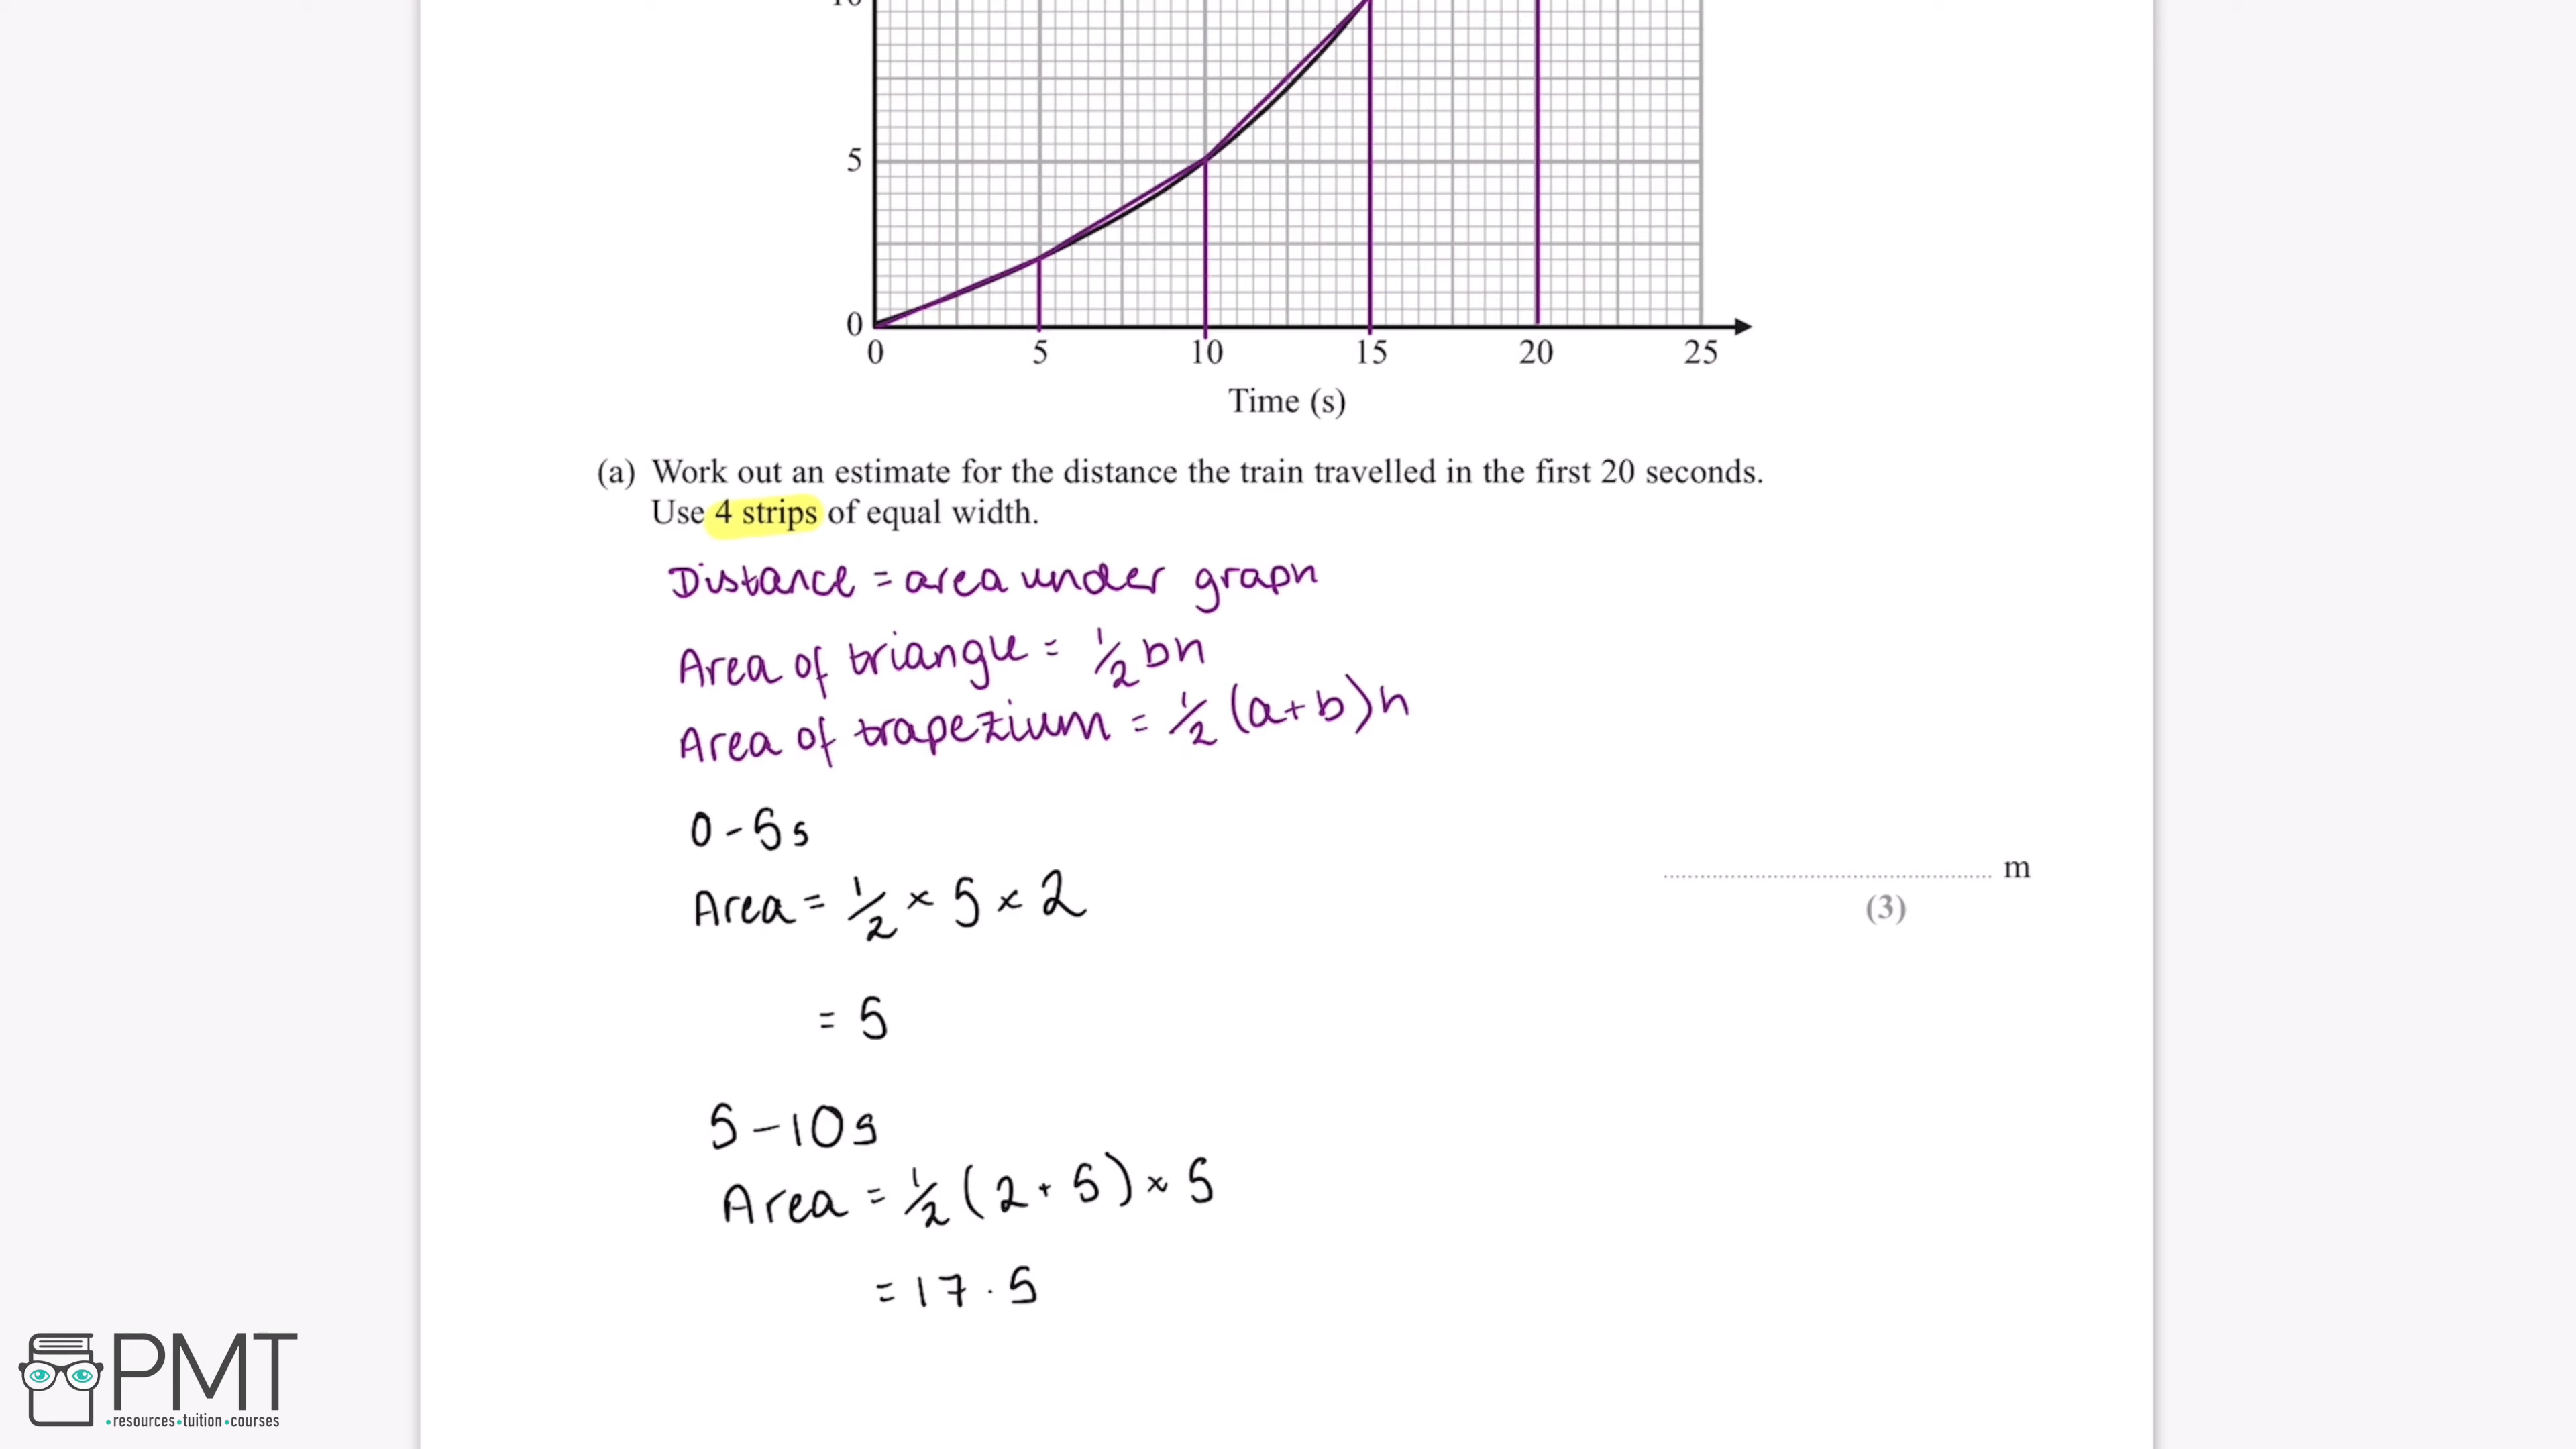 5
0
0 5 10 15 20 25
Time (s)
(a) Work out an estimate for the distance the train travelled in the first 20 seconds.
Use 4 strips of equal width.
Distance = area under graph
Area of triangle = 1/2 bh
Area of trapezium = 1/2 (a+b)h
0 - 5s
Area = 1/2 × 5 × 2
= 5
m
(3)
5 - 10s
Area = 1/2 (2 + 5) × 5
= 17.5
PMT
•resources•tuition•courses